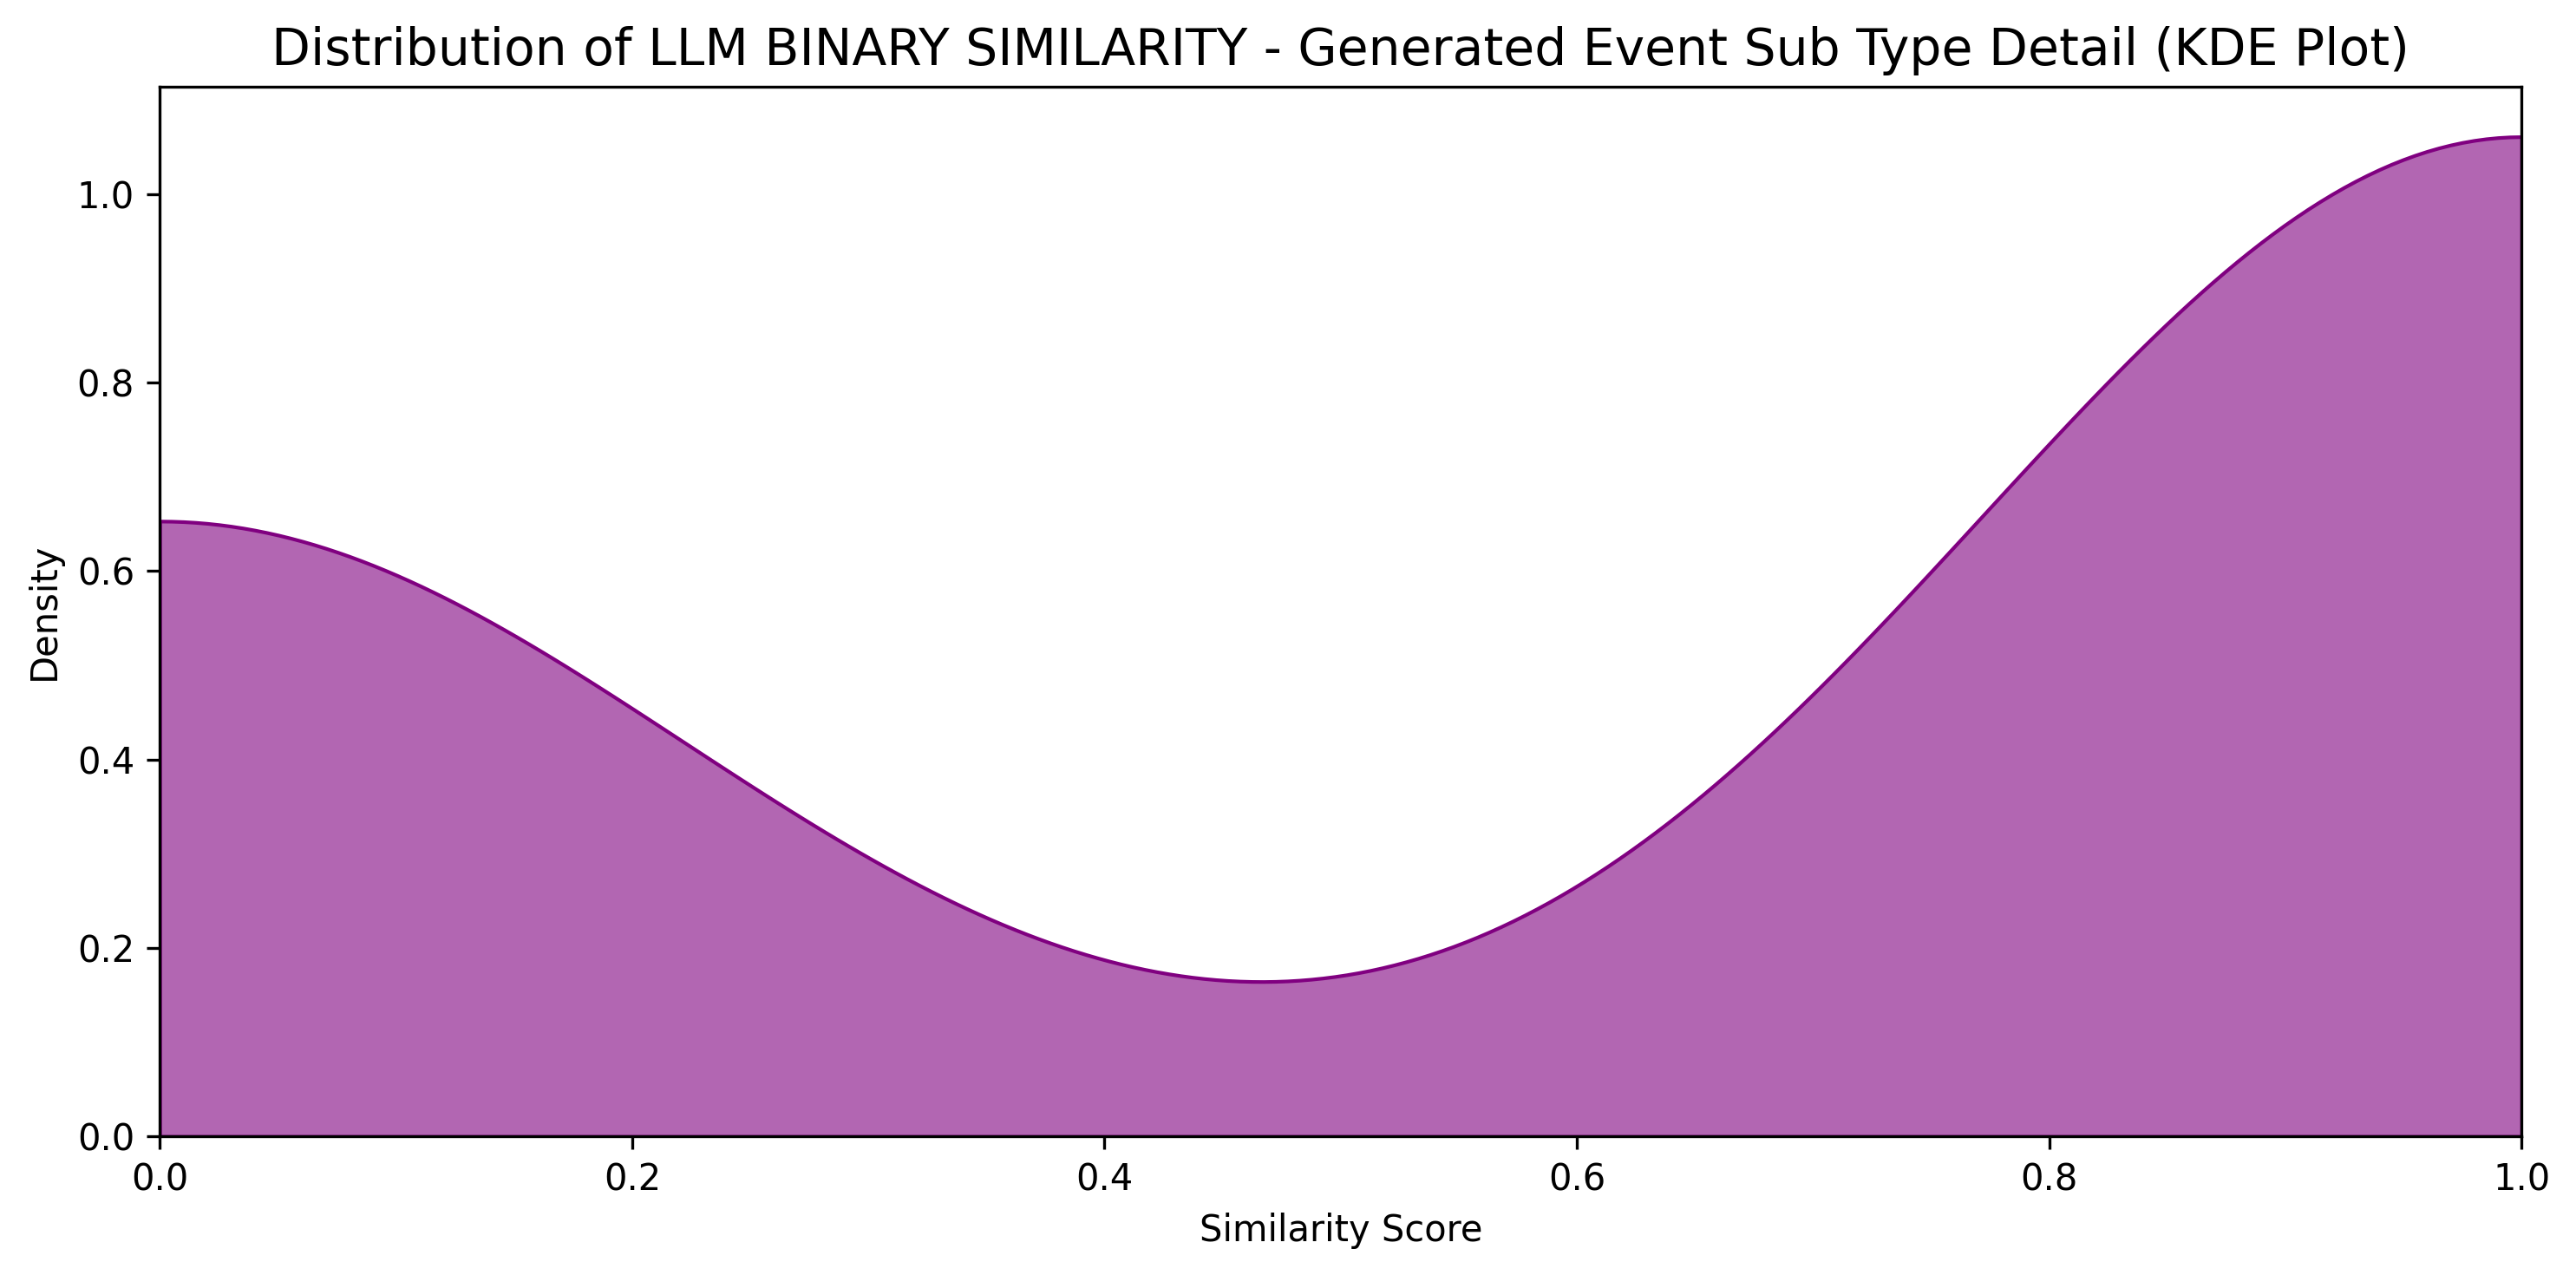 Distribution of LLM BINARY SIMILARITY - Generated Event Sub Type Detail (KDE Plot)
1.0
0.8
0.6
0.4
0.2
0.0
Density
0.0 0.2 0.4 0.6 0.8 1.0
Similarity Score